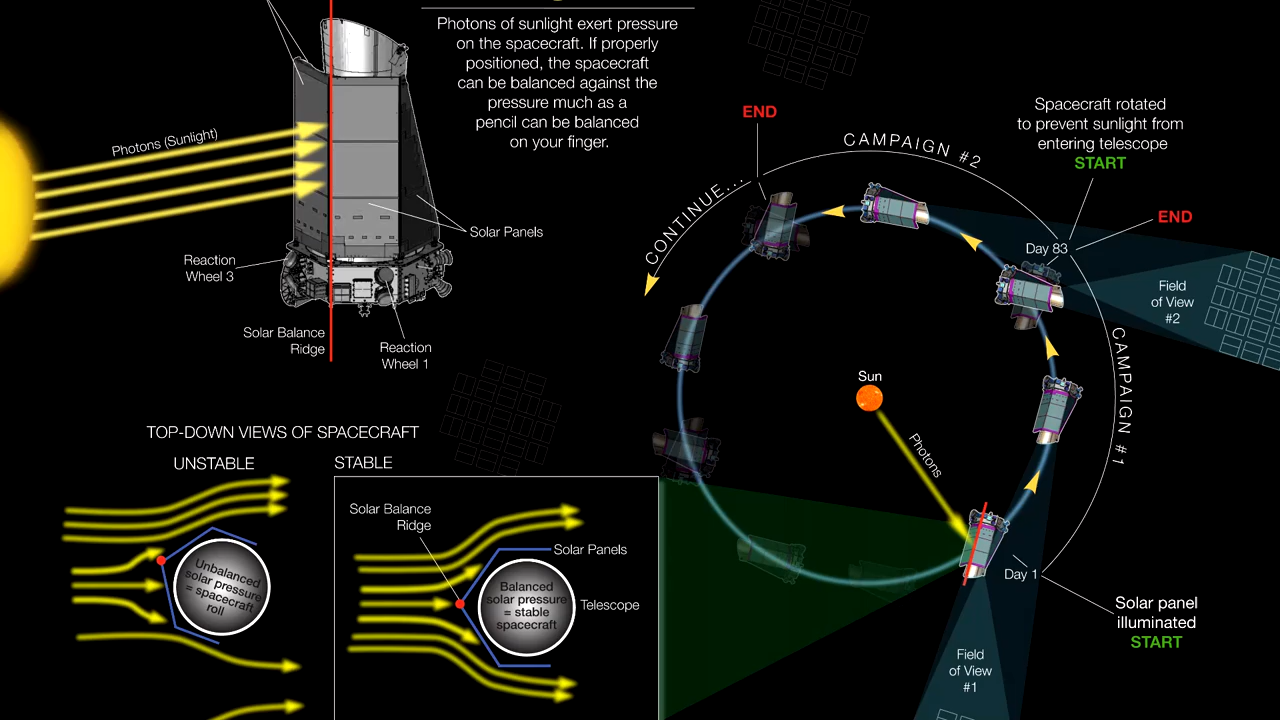 Photons of sunlight exert pressure
on the spacecraft. If properly
positioned, the spacecraft
can be balanced against the
pressure much as a
pencil can be balanced
on your finger.
Photons (Sunlight)
Solar Panels
Reaction
Wheel 3
Solar Balance
Ridge
Reaction
Wheel 1
END
CAMPAIGN #2
CONTINUE...
Spacecraft rotated
to prevent sunlight from
entering telescope
START
END
Day 83
Field
of View
#2
CAMPAIGN #1
Sun
Photons
Day 1
Solar panel
illuminated
START
Field
of View
#1
TOP-DOWN VIEWS OF SPACECRAFT
UNSTABLE
Unbalanced
solar pressure
= spacecraft
roll
STABLE
Solar Balance
Ridge
Solar Panels
Balanced
solar pressure
= stable
spacecraft
Telescope